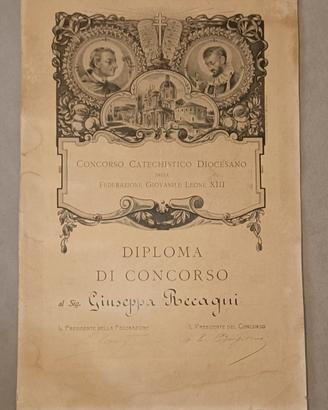 Concorso Catechistico Diocesano
della
Federazione Giovanile Leone XIII
DIPLOMA
DI CONCORSO
al Sig. Giuseppa Recagni
Il Presidente della Federazione Il Presidente del Concorso